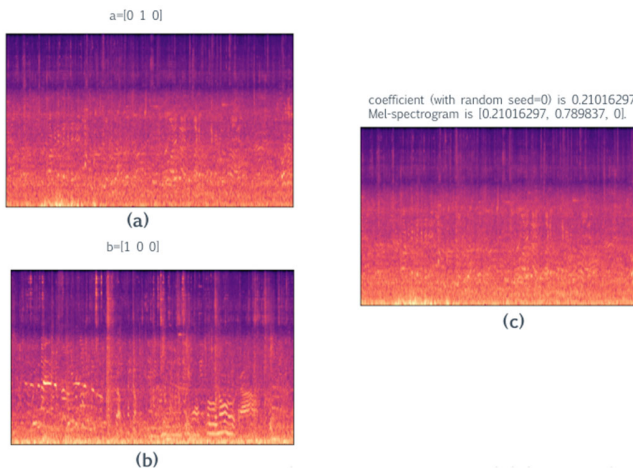 a=[0 1 0]
(a)
b=[1 0 0]
(b)
coefficient (with random seed=0) is 0.21016297
Mel-spectrogram is [0.21016297, 0.789837, 0].
(c)